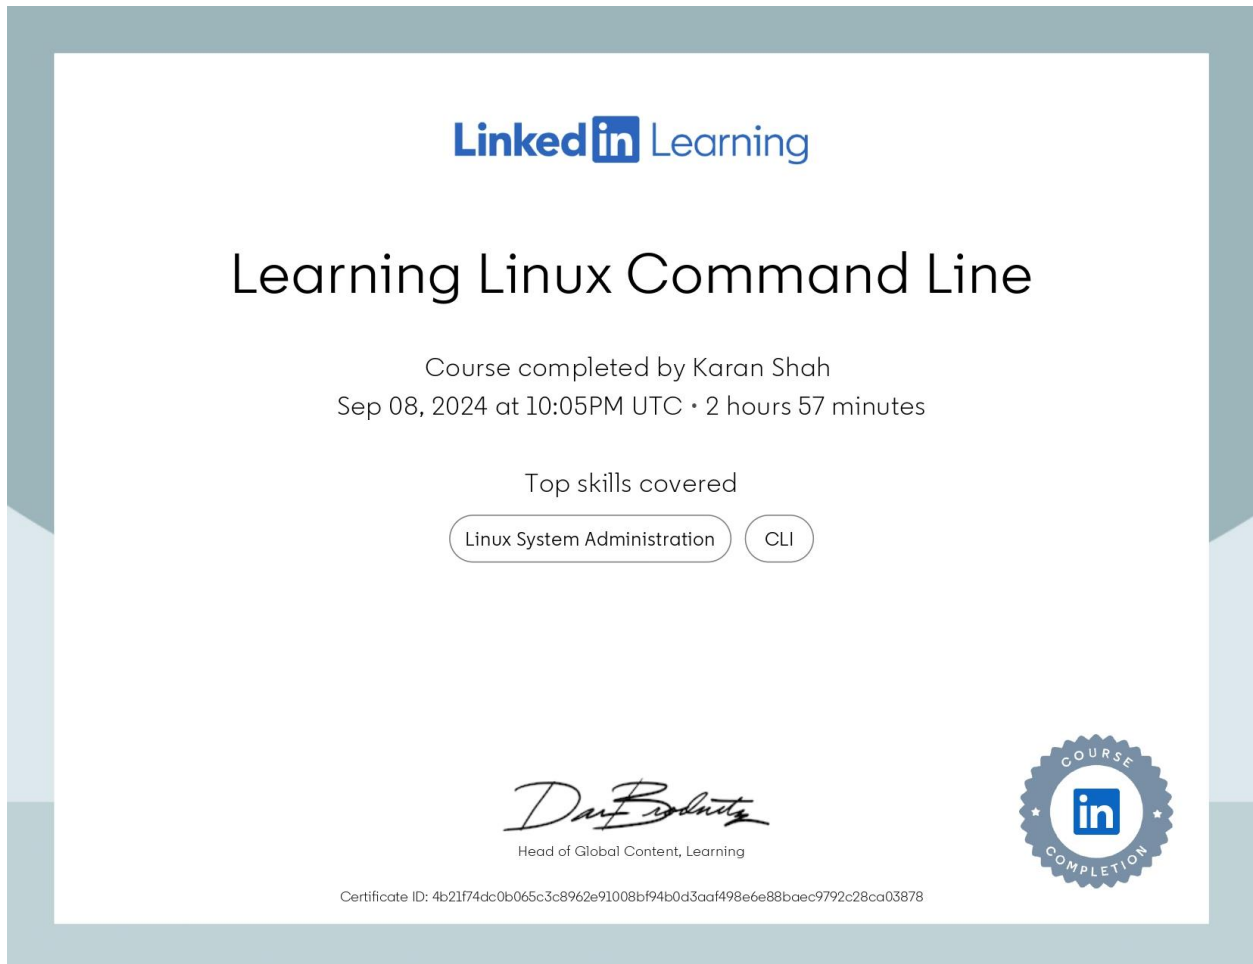 Linked in Learning
Learning Linux Command Line
Course completed by Karan Shah
Sep 08, 2024 at 10:05PM UTC • 2 hours 57 minutes
Top skills covered
Linux System Administration
CLI
Dan Brodnitz
Head of Global Content, Learning
Certificate ID: 4b21f74dc0b065c3c8962e91008bf94b0d3aaf498e6e88baec9792c28ca03878
COURSE
in
COMPLETION